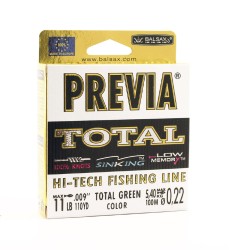 BALSAX
www.balsax.com
PREVIA®
TOTAL
SINKING
LOW MEMORY
HI-TECH FISHING LINE
.009" TOTAL GREEN 5,40
11 LB 110YD COLOR 100M Ø 0.22